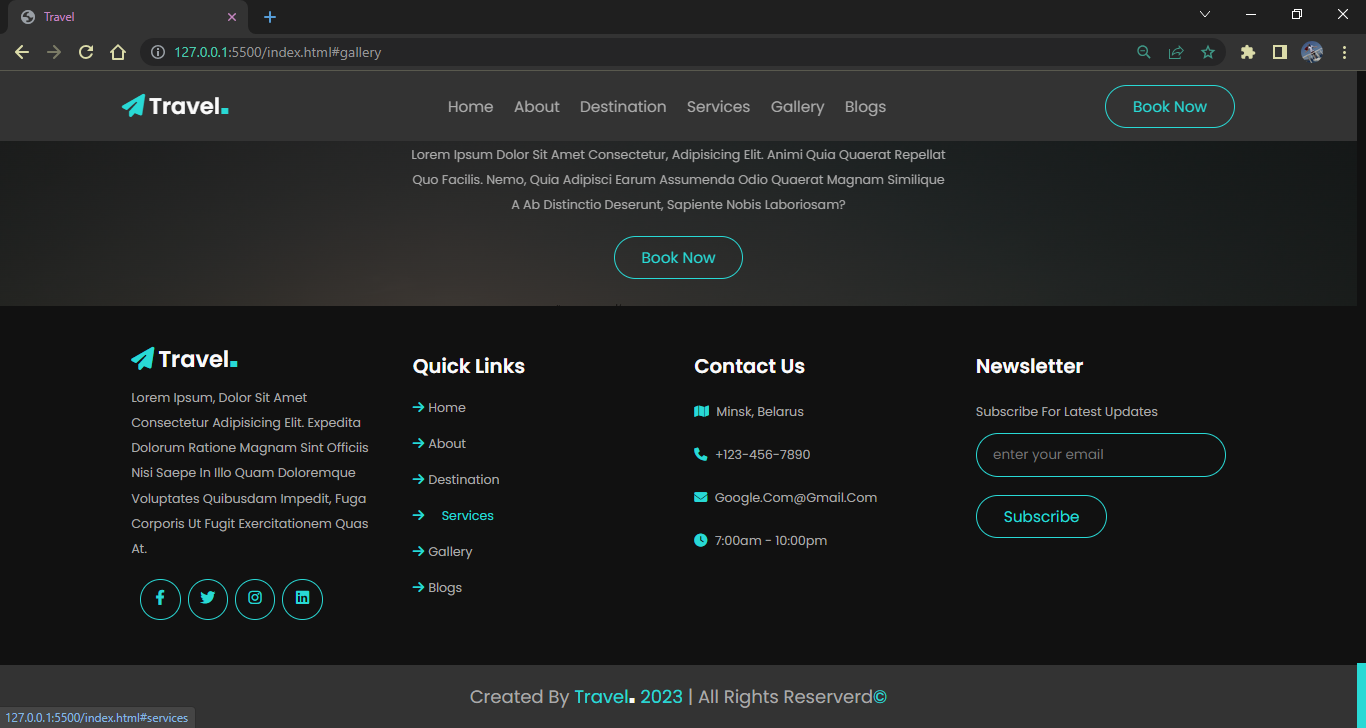 Travel
127.0.0.1:5500/index.html#gallery
Travel.
Home About Destination Services Gallery Blogs
Book Now
Lorem Ipsum Dolor Sit Amet Consectetur, Adipisicing Elit. Animi Quia Quaerat Repellat
Quo Facilis. Nemo, Quia Adipisci Earum Assumenda Odio Quaerat Magnam Similique
A Ab Distinctio Deserunt, Sapiente Nobis Laboriosam?
Book Now
Travel.
Lorem Ipsum, Dolor Sit Amet
Consectetur Adipisicing Elit. Expedita
Dolorum Ratione Magnam Sint Officiis
Nisi Saepe In Illo Quam Doloremque
Voluptates Quibusdam Impedit, Fuga
Corporis Ut Fugit Exercitationem Quas
At.
Quick Links
Home
About
Destination
Services
Gallery
Blogs
Contact Us
Minsk, Belarus
+123-456-7890
Google.Com@Gmail.Com
7:00am - 10:00pm
Newsletter
Subscribe For Latest Updates
enter your email
Subscribe
Created By Travel. 2023 | All Rights Reserverd©
127.0.0.1:5500/index.html#services